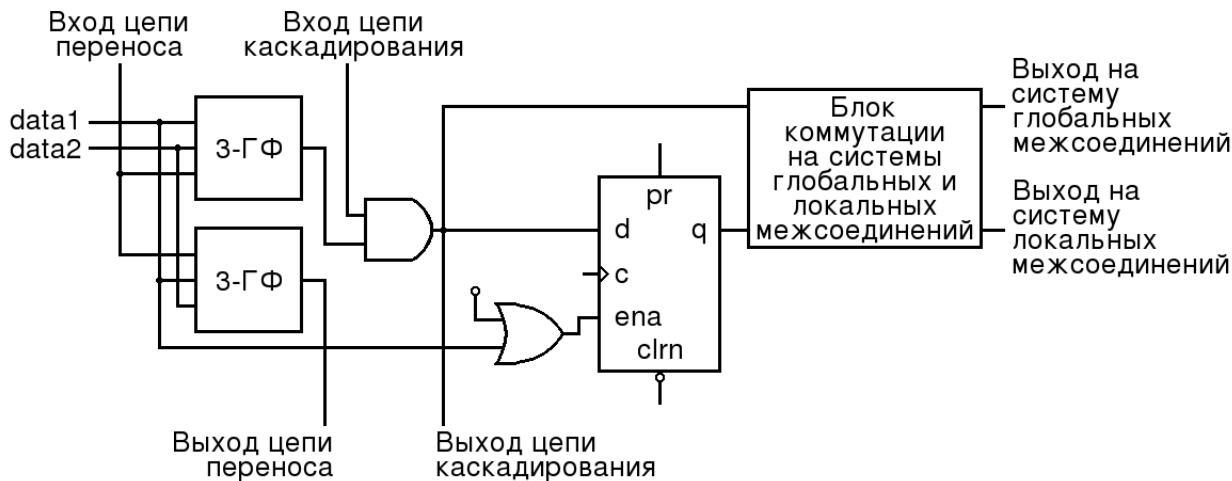 Вход цепи
переноса
Вход цепи
каскадирования
data1
data2
3-ГФ
3-ГФ
pr
d
q
c
ena
clrn
Блок
коммутации
на системы
глобальных и
локальных
межсоединений
Выход на
систему
глобальных
межсоединений
Выход на
систему
локальных
межсоединений
Выход цепи
переноса
Выход цепи
каскадирования